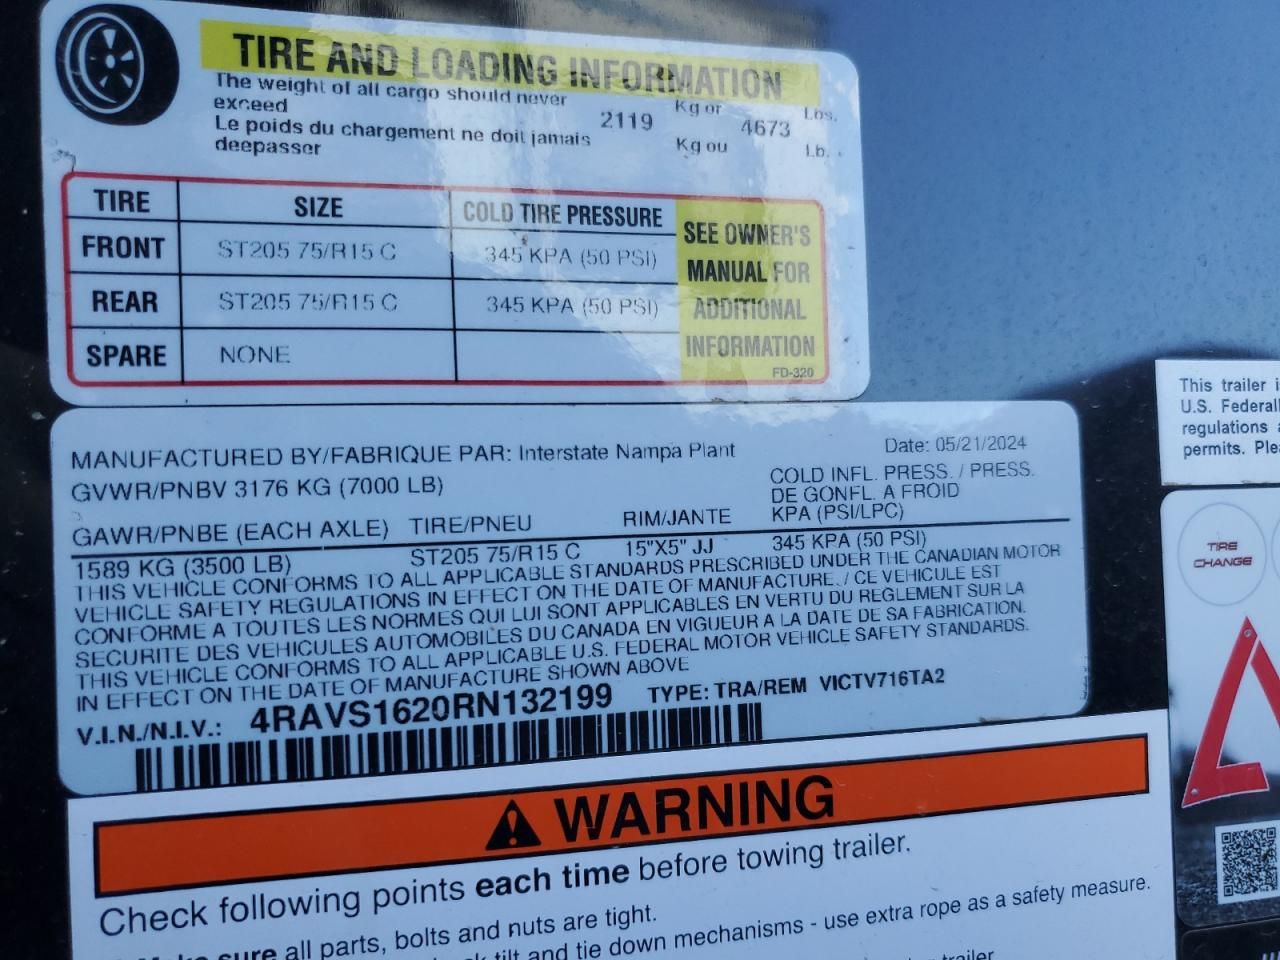 TIRE AND LOADING INFORMATION
The weight of all cargo should never exceed 2119 Kg or 4673 Lbs.
Le poids du chargement ne doit jamais deepasser Kg ou Lb.
TIRE SIZE COLD TIRE PRESSURE
FRONT ST205 75/R15 C 345 KPA (50 PSI)
REAR ST205 75/R15 C 345 KPA (50 PSI)
SPARE NONE
SEE OWNER'S
MANUAL FOR
ADDITIONAL
INFORMATION
FD-320
MANUFACTURED BY/FABRIQUE PAR: Interstate Nampa Plant Date: 05/21/2024
GVWR/PNBV 3176 KG (7000 LB)
COLD INFL. PRESS. / PRESS.
DE GONFL. A FROID
GAWR/PNBE (EACH AXLE) TIRE/PNEU RIM/JANTE KPA (PSI/LPC)
1589 KG (3500 LB) ST205 75/R15 C 15"X5" JJ 345 KPA (50 PSI)
THIS VEHICLE CONFORMS TO ALL APPLICABLE STANDARDS PRESCRIBED UNDER THE CANADIAN MOTOR
VEHICLE SAFETY REGULATIONS IN EFFECT ON THE DATE OF MANUFACTURE. / CE VEHICULE EST
CONFORME A TOUTES LES NORMES QUI LUI SONT APPLICABLES EN VERTU DU REGLEMENT SUR LA
SECURITE DES VEHICULES AUTOMOBILES DU CANADA EN VIGUEUR A LA DATE DE SA FABRICATION.
THIS VEHICLE CONFORMS TO ALL APPLICABLE U.S. FEDERAL MOTOR VEHICLE SAFETY STANDARDS.
IN EFFECT ON THE DATE OF MANUFACTURE SHOWN ABOVE
V.I.N./N.I.V.: 4RAVS1620RN132199 TYPE: TRA/REM VICTV716TA2
WARNING
Check following points each time before towing trailer.
Make sure all parts, bolts and nuts are tight.
tilt and tie down mechanisms - use extra rope as a safety measure.
trailer
This trailer
U.S. Federal
regulations
permits.
TIRE
CHANGE